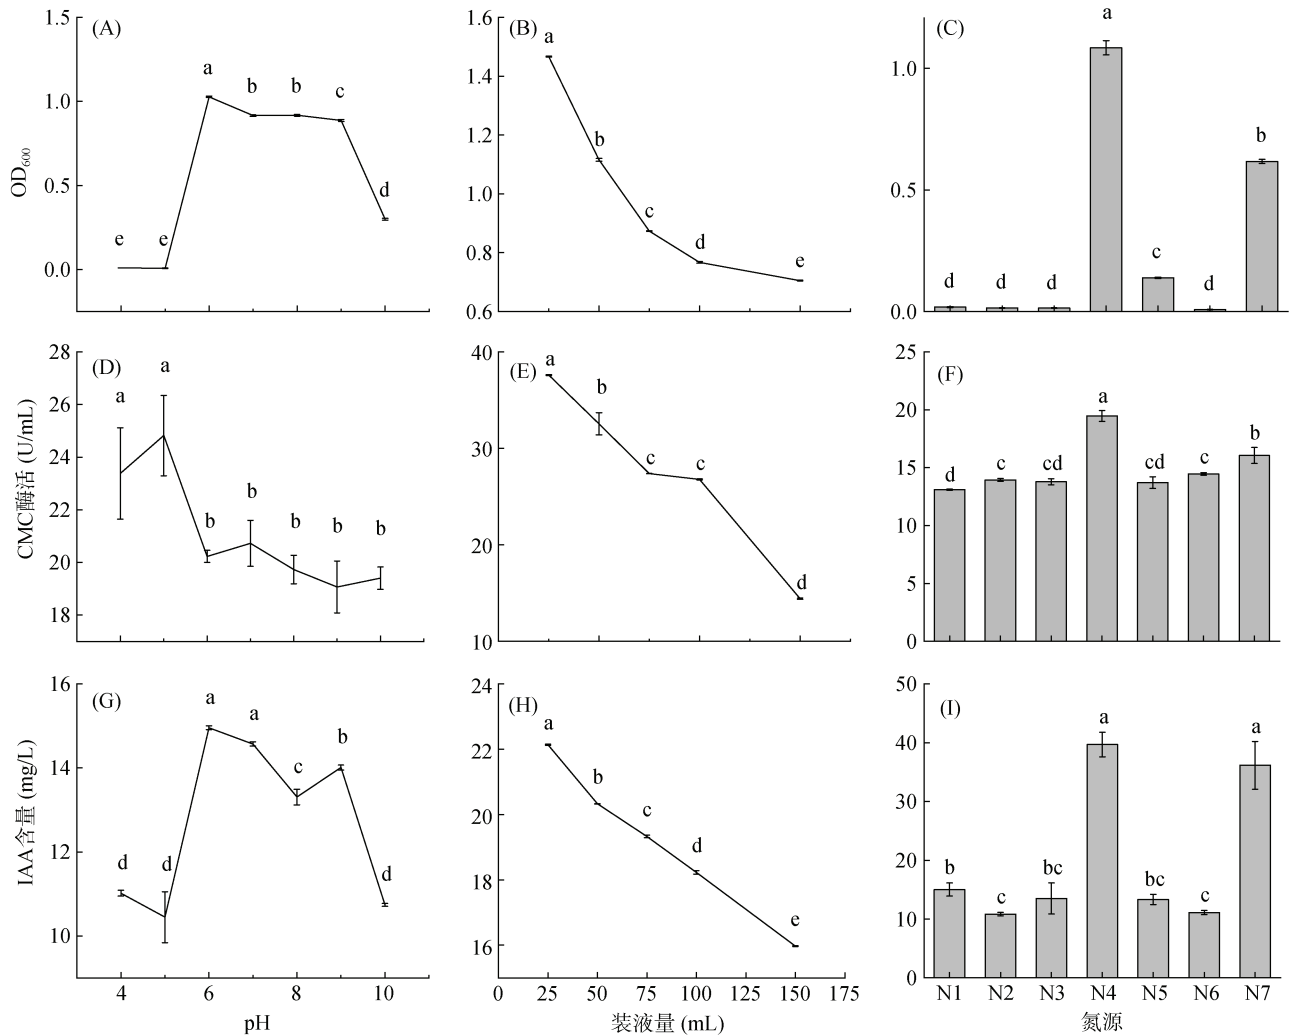 (A)
1.5
1.0
0.5
0.0
OD₆₀₀
e e a b b c d
(B)
1.6
1.4
1.2
1.0
0.8
0.6
a b c d e
(C)
1.0
0.5
0.0
d d d a c d b
(D)
28
26
24
22
20
18
CMC酶活 (U/mL)
a a b b b b b
(E)
40
30
20
10
a b c c d
(F)
25
20
15
10
5
0
d c cd a cd c b
(G)
16
14
12
10
IAA含量 (mg/L)
d d a a c b d
4 6 8 10
pH
(H)
24
22
20
18
16
a b c d e
0 25 50 75 100 125 150 175
装液量 (mL)
(I)
50
40
30
20
10
0
b c bc a bc c a
N1 N2 N3 N4 N5 N6 N7
氮源